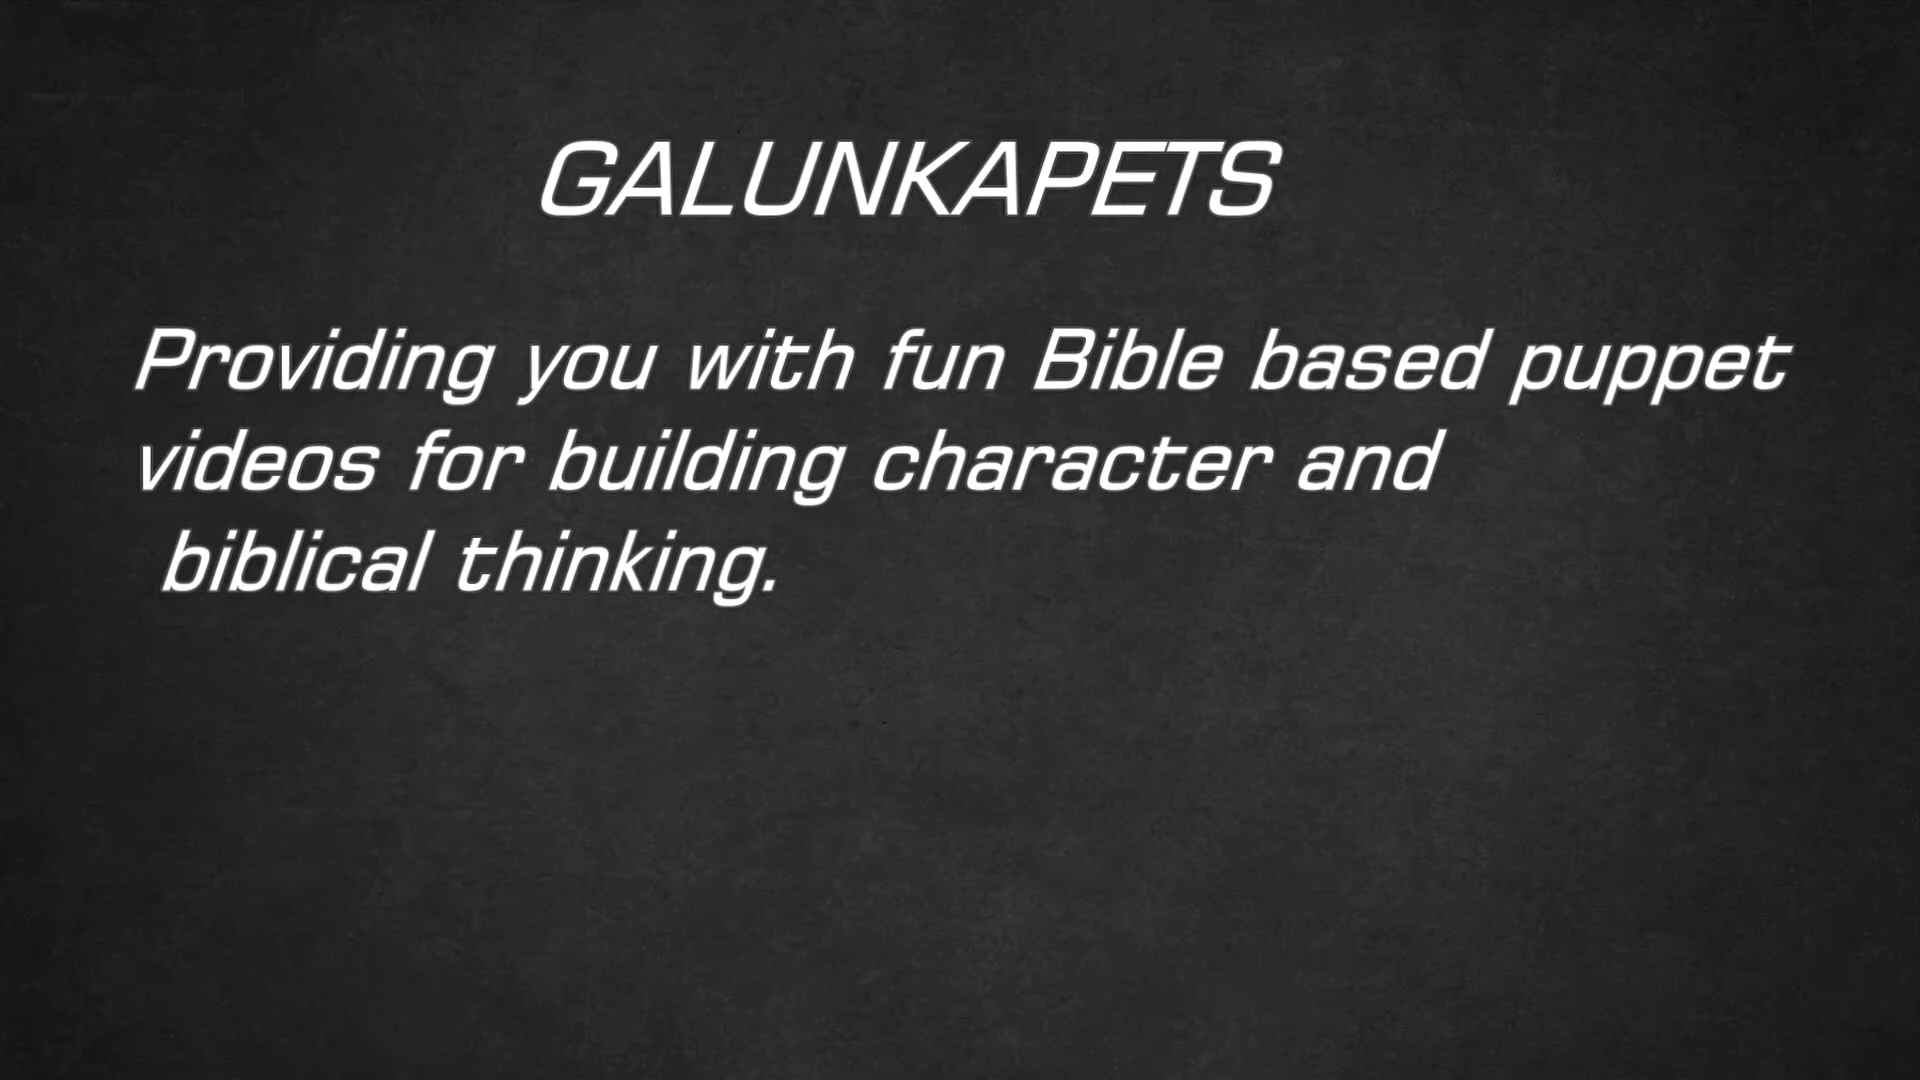 GALUNKAPETS
Providing you with fun Bible based puppet
videos for building character and
biblical thinking.